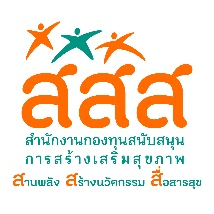 สสส
สำนักงานกองทุนสนับสนุน
การสร้างเสริมสุขภาพ
สานพลัง สร้างนวัตกรรม สื่อสารสุข